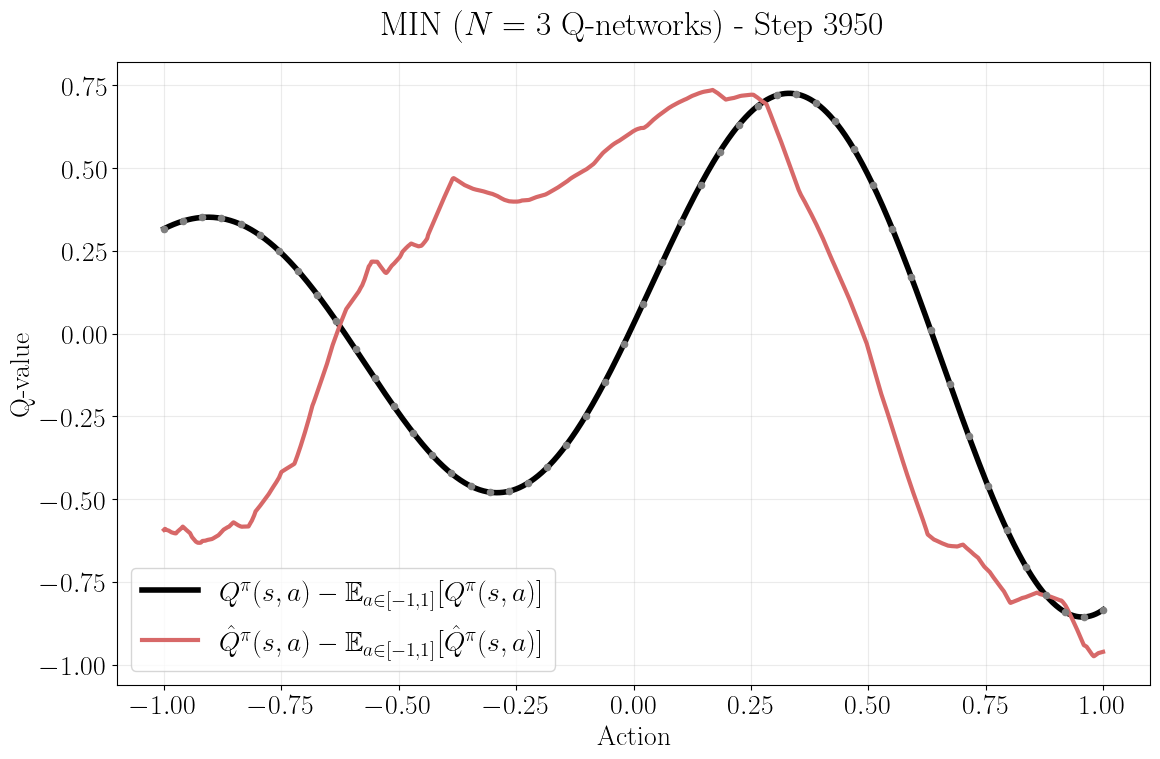 MIN (N = 3 Q-networks) - Step 3950
Q-value
0.75
0.50
0.25
0.00
−0.25
−0.50
−0.75
−1.00
Q^π(s, a) − 𝔼_{a∈[−1,1]}[Q^π(s, a)]
Q̂^π(s, a) − 𝔼_{a∈[−1,1]}[Q̂^π(s, a)]
−1.00 −0.75 −0.50 −0.25 0.00 0.25 0.50 0.75 1.00
Action